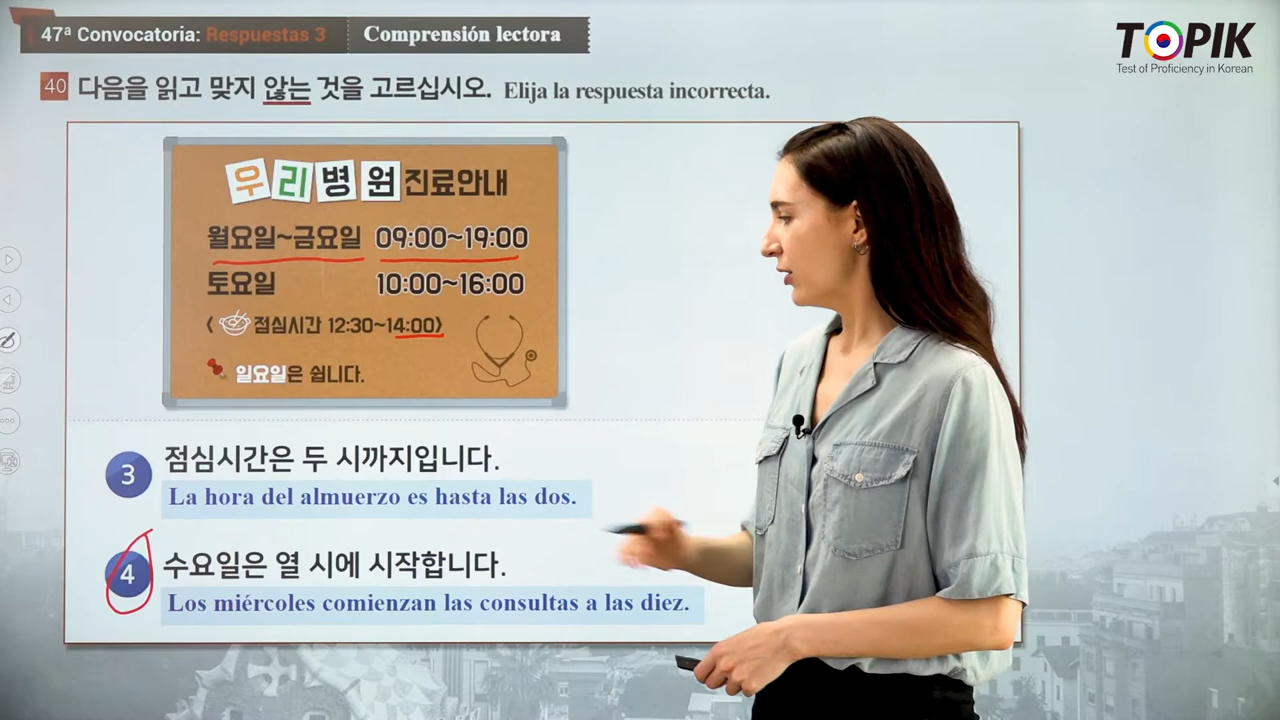 47ª Convocatoria: Respuestas 3 Comprensión lectora
TOPIK
Test of Proficiency in Korean
40 다음을 읽고 맞지 않는 것을 고르십시오. Elija la respuesta incorrecta.
우리병원 진료안내
월요일~금요일 09:00~19:00
토요일 10:00~16:00
< 점심시간 12:30~14:00>
일요일은 쉽니다.
3 점심시간은 두 시까지입니다.
La hora del almuerzo es hasta las dos.
4 수요일은 열 시에 시작합니다.
Los miércoles comienzan las consultas a las diez.